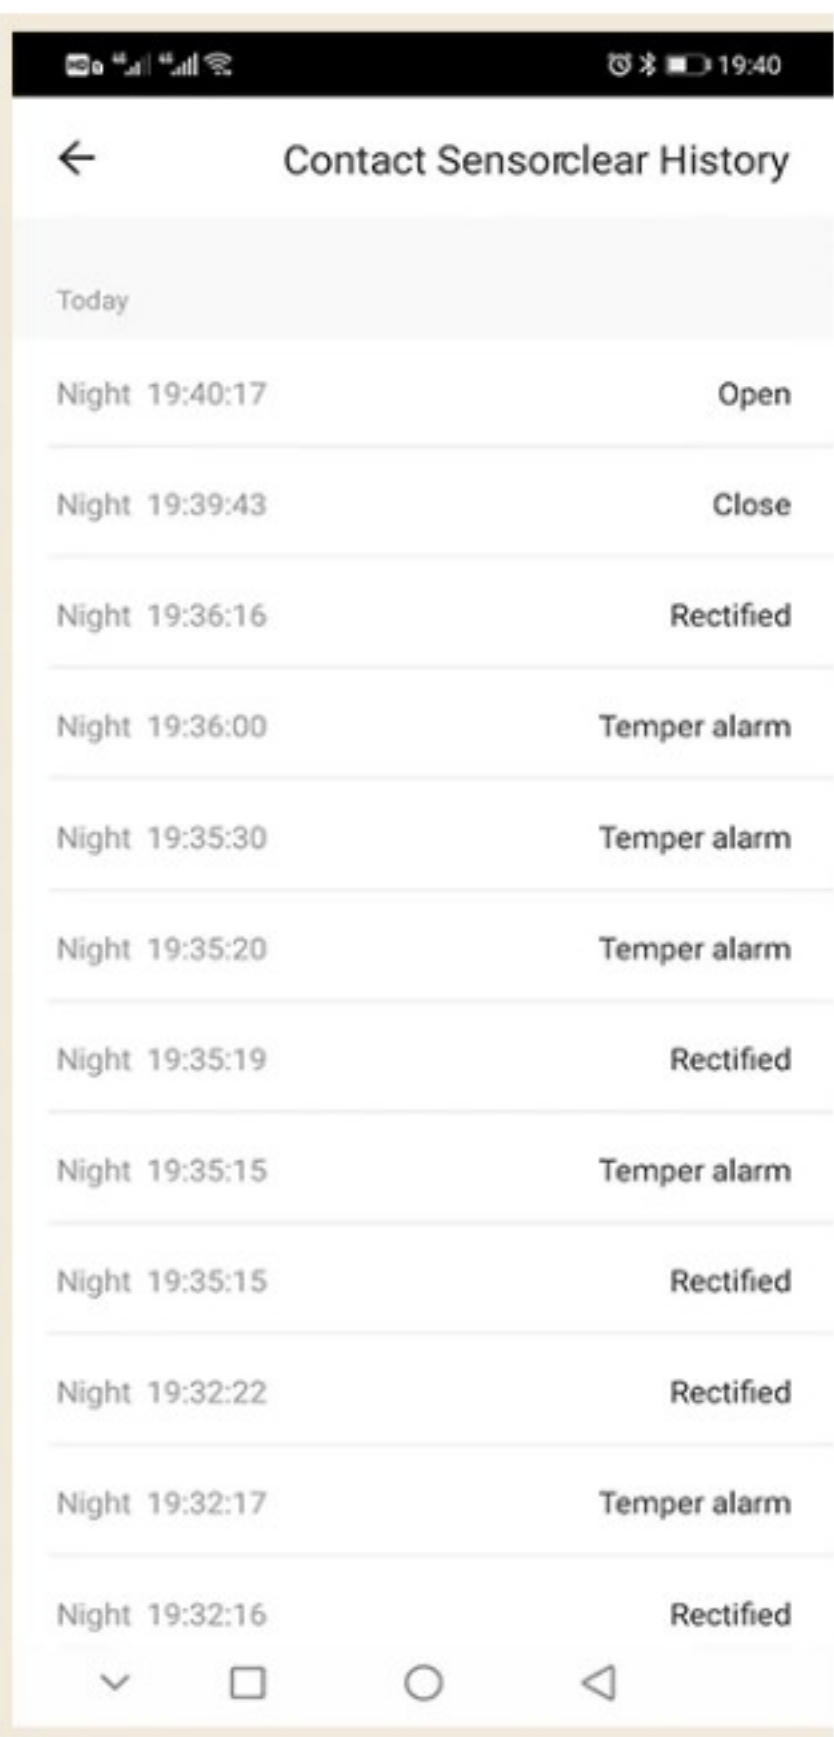 19:40
Contact Sensorclear History
Today
Night 19:40:17 Open
Night 19:39:43 Close
Night 19:36:16 Rectified
Night 19:36:00 Temper alarm
Night 19:35:30 Temper alarm
Night 19:35:20 Temper alarm
Night 19:35:19 Rectified
Night 19:35:15 Temper alarm
Night 19:35:15 Rectified
Night 19:32:22 Rectified
Night 19:32:17 Temper alarm
Night 19:32:16 Rectified